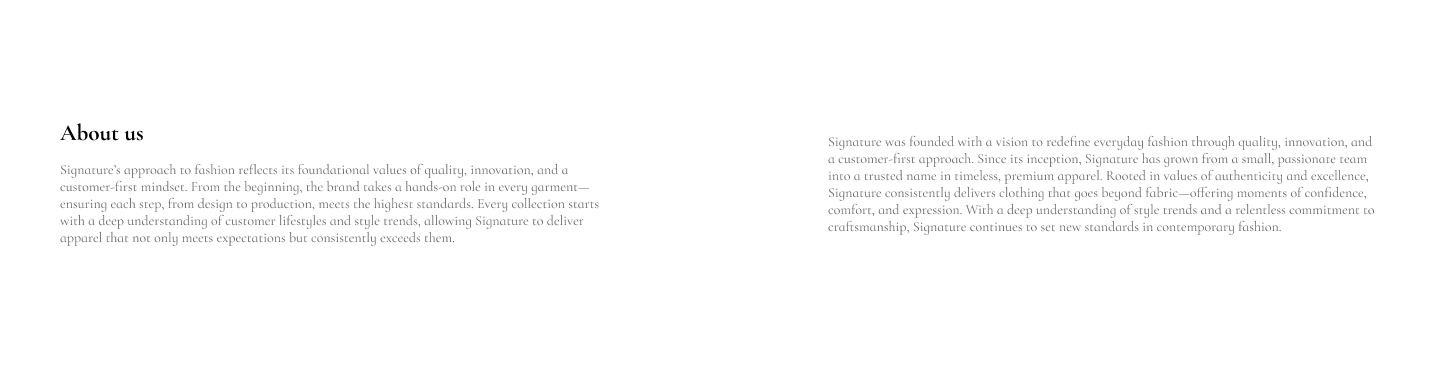 About us
Signature’s approach to fashion reflects its foundational values of quality, innovation, and a
customer-first mindset. From the beginning, the brand takes a hands-on role in every garment—
ensuring each step, from design to production, meets the highest standards. Every collection starts
with a deep understanding of customer lifestyles and style trends, allowing Signature to deliver
apparel that not only meets expectations but consistently exceeds them.
Signature was founded with a vision to redefine everyday fashion through quality, innovation, and
a customer-first approach. Since its inception, Signature has grown from a small, passionate team
into a trusted name in timeless, premium apparel. Rooted in values of authenticity and excellence,
Signature consistently delivers clothing that goes beyond fabric—offering moments of confidence,
comfort, and expression. With a deep understanding of style trends and a relentless commitment to
craftsmanship, Signature continues to set new standards in contemporary fashion.